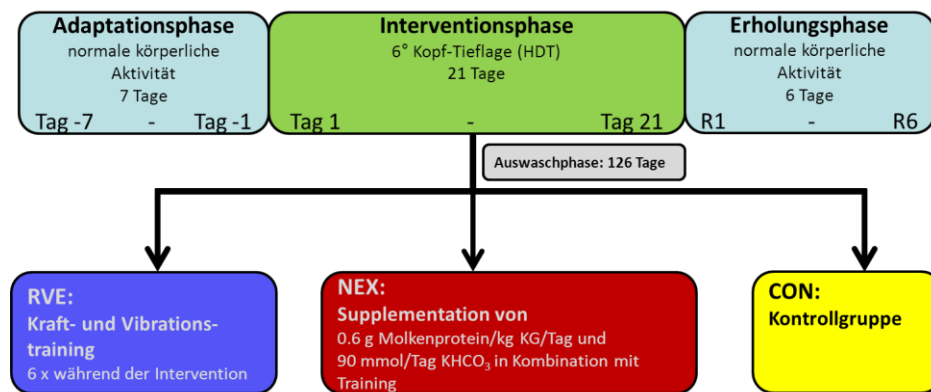 Adaptationsphase
normale körperliche
Aktivität
7 Tage
Tag -7 - Tag -1
Interventionsphase
6° Kopf-Tieflage (HDT)
21 Tage
Tag 1 - Tag 21
Erholungsphase
normale körperliche
Aktivität
6 Tage
R1 - R6
Auswaschphase: 126 Tage
RVE:
Kraft- und Vibrations-
training
6 x während der Intervention
NEX:
Supplementation von
0.6 g Molkenprotein/kg KG/Tag und
90 mmol/Tag KHCO₃ in Kombination mit
Training
CON:
Kontrollgruppe